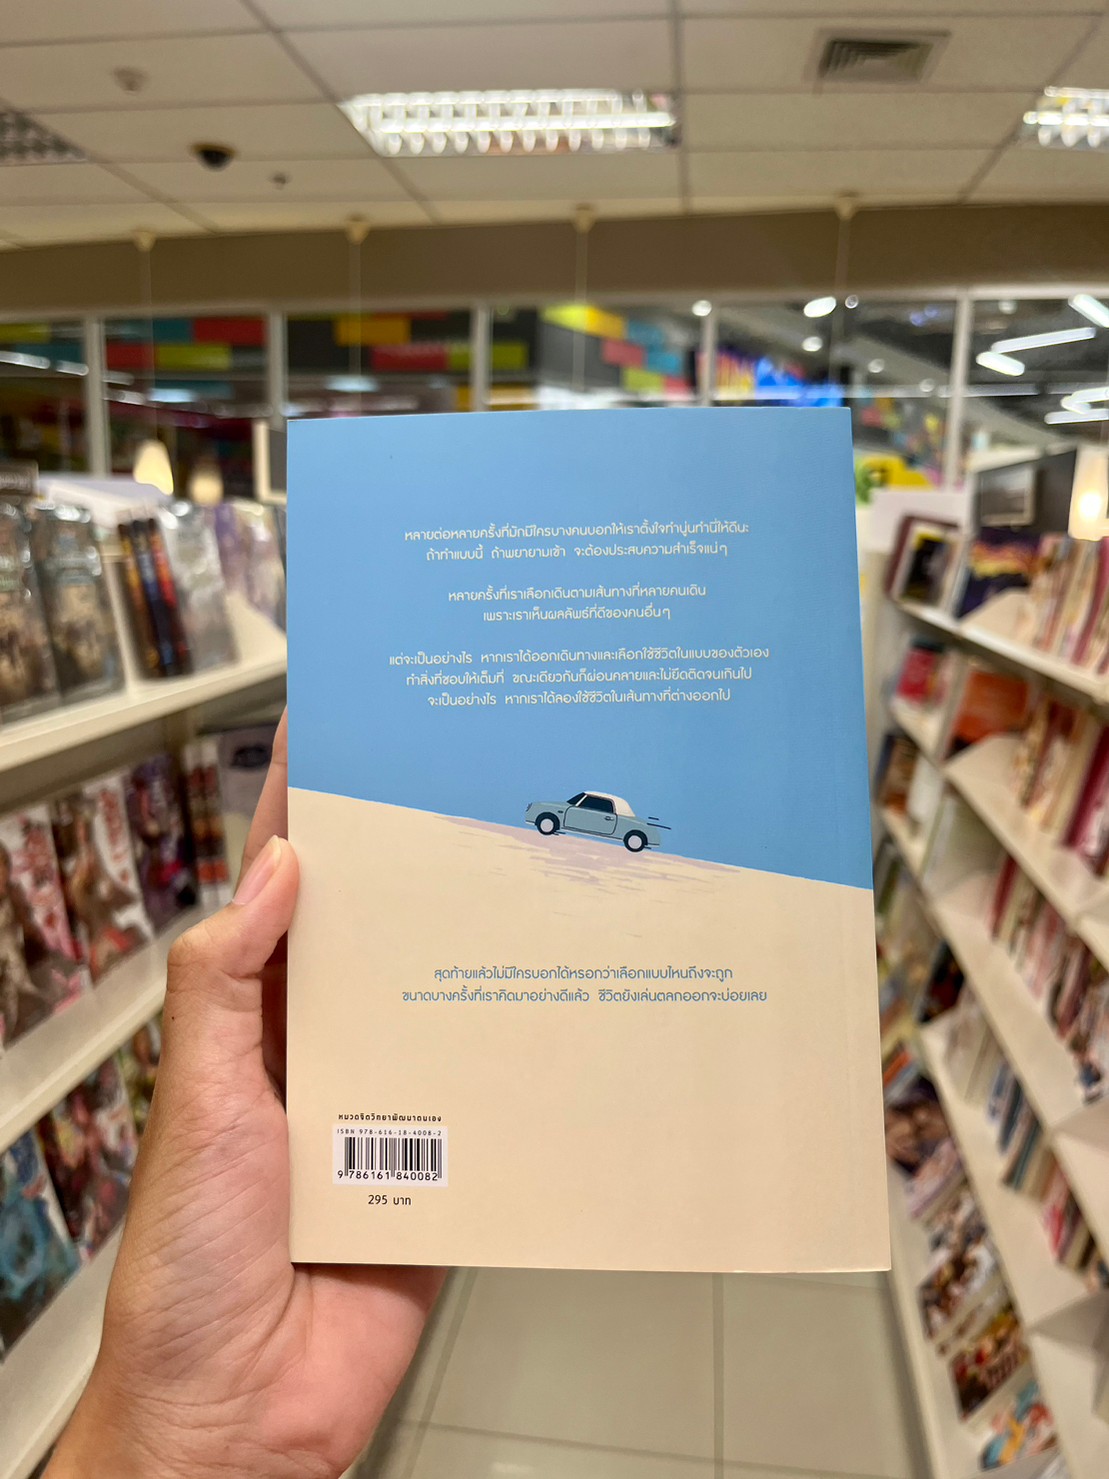 หลายต่อหลายครั้งที่มักมีใครบางคนบอกให้เราตั้งใจทำนู่นทำนี่ให้ดีนะ
ถ้าทำแบบนี้ ถ้าพยายามเข้า จะต้องประสบความสำเร็จแน่ๆ
หลายครั้งที่เราเลือกเดินตามเส้นทางที่หลายคนเดิน
เพราะเราเห็นผลลัพธ์ที่ดีของคนอื่นๆ
แต่จะเป็นอย่างไร หากเราได้ออกเดินทางและเลือกใช้ชีวิตในแบบของตัวเอง
ทำสิ่งที่ชอบให้เต็มที่ ขณะเดียวกันก็ผ่อนคลายและไม่ยึดติดจนเกินไป
จะเป็นอย่างไร หากเราได้ลองใช้ชีวิตในเส้นทางที่ต่างออกไป
สุดท้ายแล้วไม่มีใครบอกได้หรอกว่าเลือกแบบไหนถึงจะถูก
ขนาดบางครั้งที่เราคิดมาอย่างดีแล้ว ชีวิตยังเล่นตลกออกจะบ่อยเลย
หมวดจิตวิทยาพัฒนาตนเอง
ISBN 978-616-18-4008-2
9 786161 840082
295 บาท